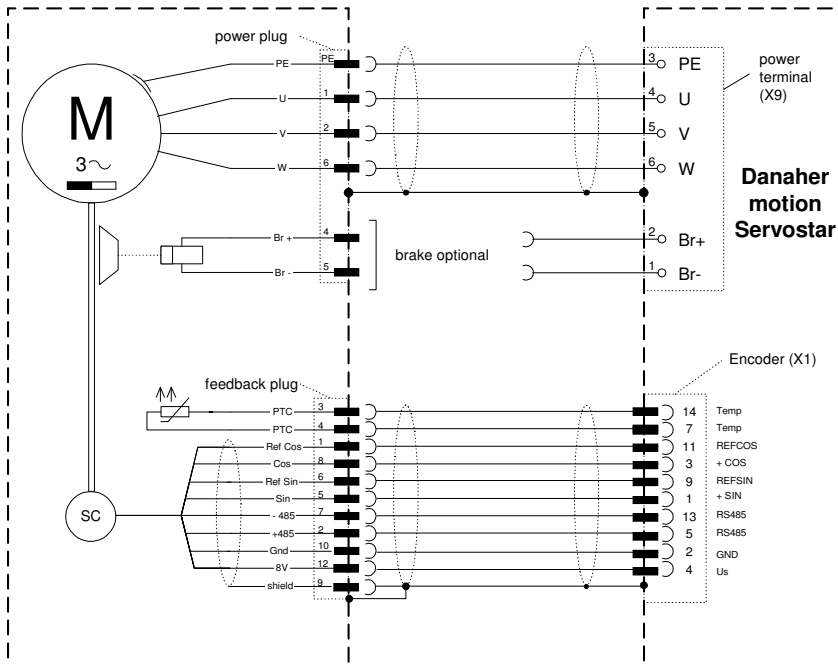 power plug
PE PE 3 PE
U 1 4 U
V 2 5 V
W 6 6 W
M
3~
power
terminal
(X9)
Danaher
motion
Servostar
Br + 4 2 Br+
Br - 5 1 Br-
brake optional
Encoder (X1)
feedback plug
PTC 3 14 Temp
PTC 4 7 Temp
Ref Cos 1 11 REFCOS
Cos 8 3 + COS
Ref Sin 6 9 REFSIN
Sin 5 1 + SIN
- 485 7 13 RS485
+485 2 5 RS485
Gnd 10 2 GND
8V 12 4 Us
shield 9
SC